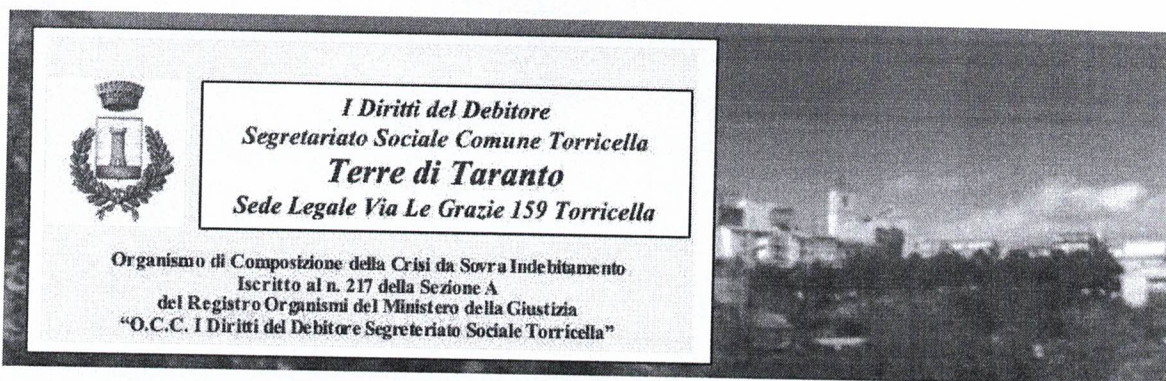 I Diritti del Debitore
Segretariato Sociale Comune Torricella
Terre di Taranto
Sede Legale Via Le Grazie 159 Torricella
Organismo di Composizione della Crisi da Sovra Indebitamento
Iscritto al n. 217 della Sezione A
del Registro Organismi del Ministero della Giustizia
“O.C.C. I Diritti del Debitore Segreteriato Sociale Torricella”